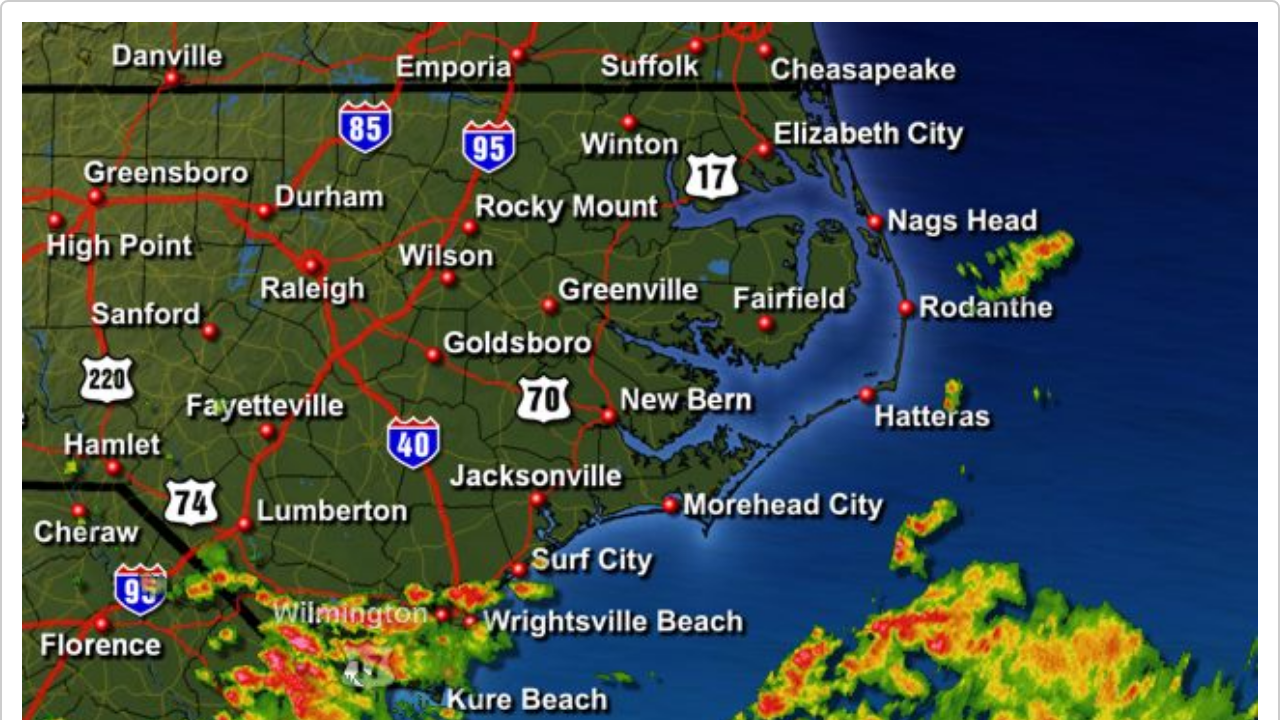 Danville
Emporia
Suffolk
Cheasapeake
85
95
Winton
Elizabeth City
17
Greensboro
Durham
Rocky Mount
Nags Head
High Point
Wilson
Raleigh
Greenville
Fairfield
Rodanthe
Sanford
Goldsboro
220
Fayetteville
70
New Bern
Hatteras
Hamlet
40
Jacksonville
74
Lumberton
Morehead City
Cheraw
Surf City
95
Wilmington
Wrightsville Beach
Florence
Kure Beach